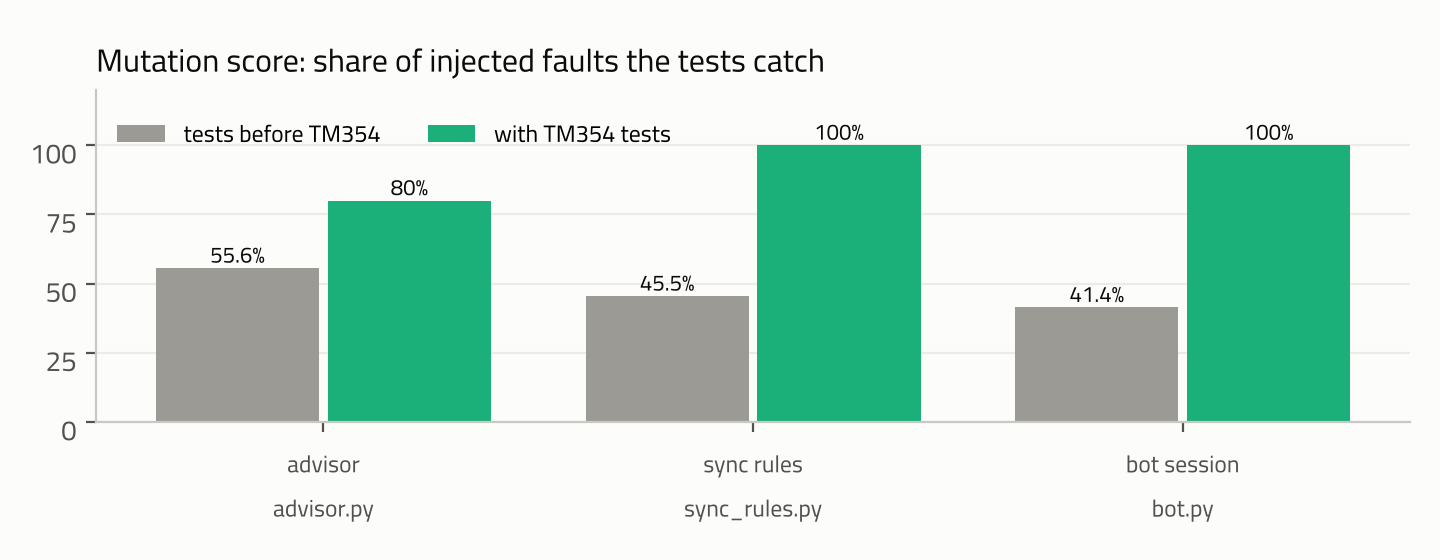 Mutation score: share of injected faults the tests catch
tests before TM354 with TM354 tests
100% 100%
100
80%
75
55.6%
50
45.5%
41.4%
25
0
advisor sync rules bot session
advisor.py sync_rules.py bot.py